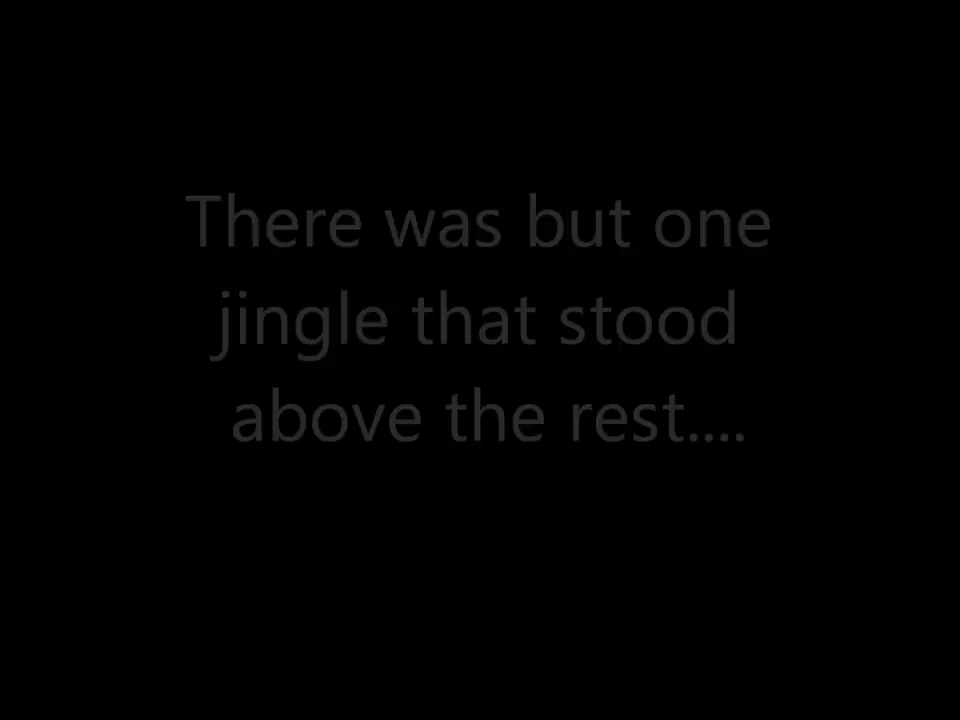 There was but one
jingle that stood
above the rest....